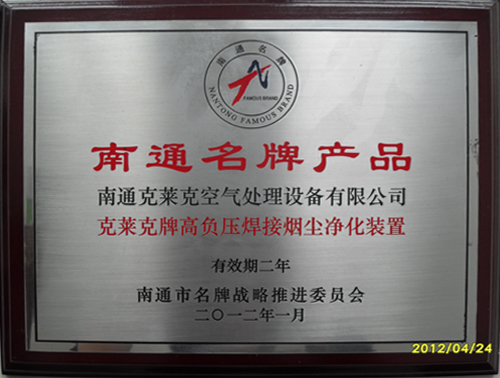 南通名牌
NANTONG FAMOUS BRAND
FAMOUS BRAND
南通名牌产品
南通克莱克空气处理设备有限公司
克莱克牌高负压焊接烟尘净化装置
有效期二年
南通市名牌战略推进委员会
二〇一二年一月
2012/04/24